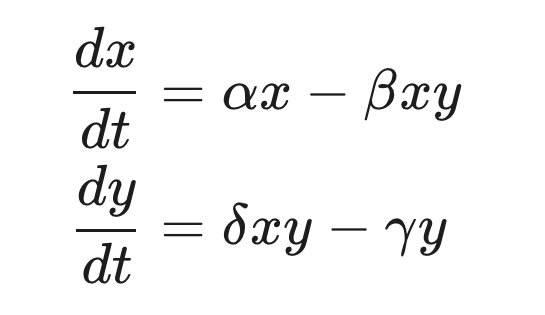 dx/dt = αx − βxy
dy/dt = δxy − γy